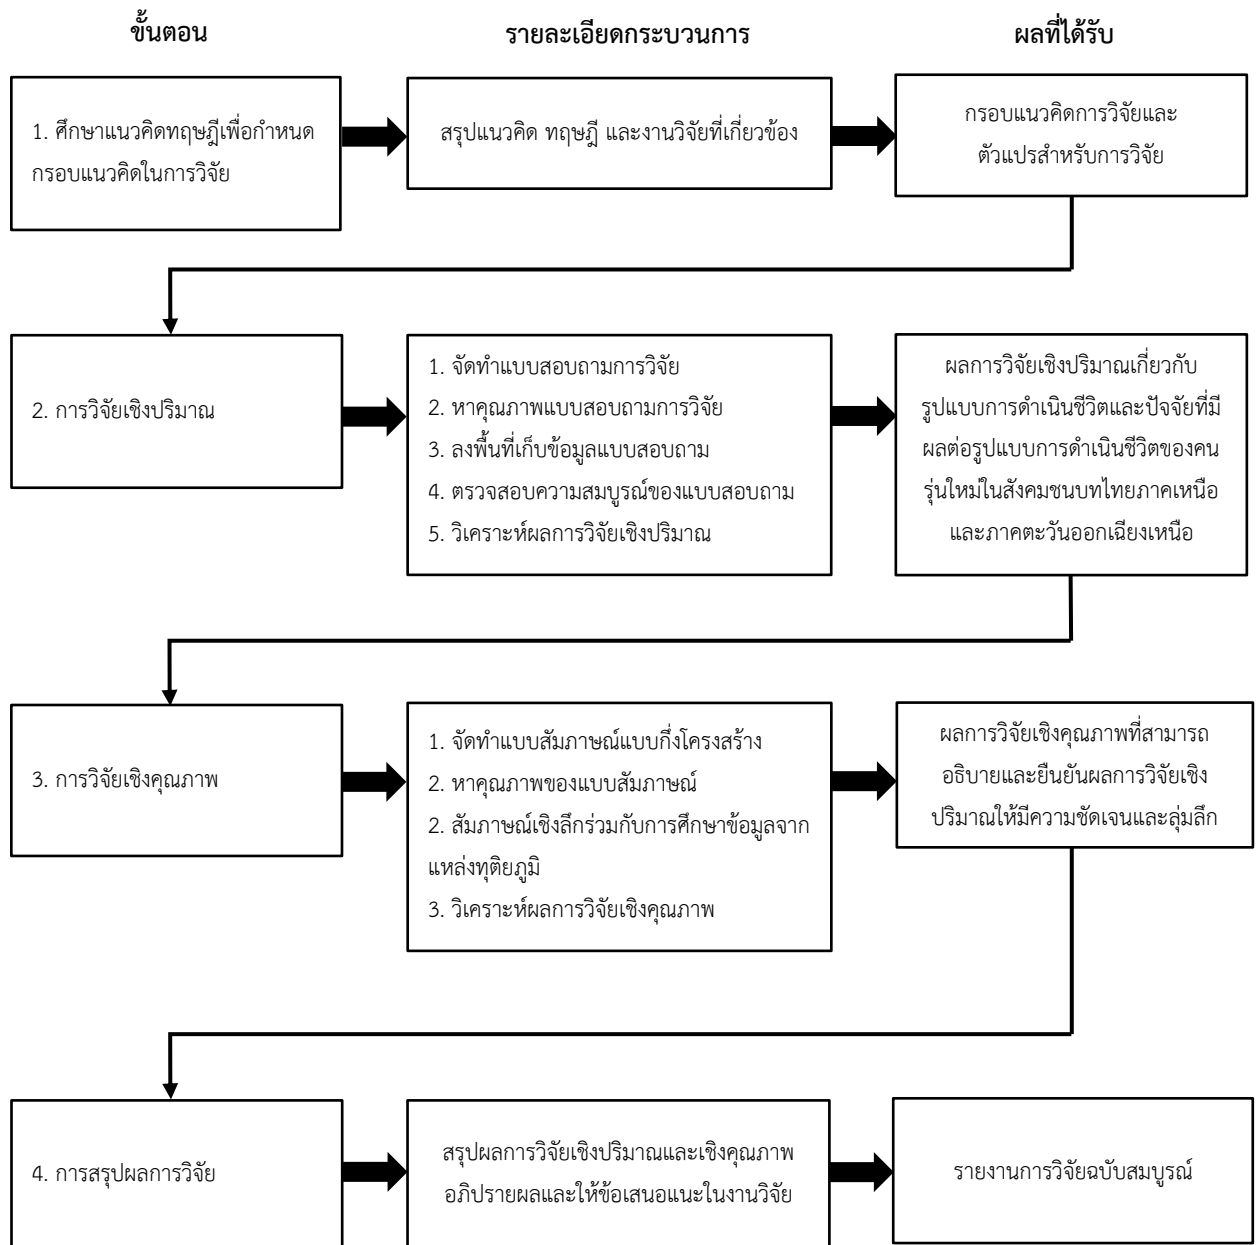 ขั้นตอน
รายละเอียดกระบวนการ
ผลที่ได้รับ
1. ศึกษาแนวคิดทฤษฎีเพื่อกำหนด
กรอบแนวคิดในการวิจัย
สรุปแนวคิด ทฤษฎี และงานวิจัยที่เกี่ยวข้อง
กรอบแนวคิดการวิจัยและ
ตัวแปรสำหรับการวิจัย
2. การวิจัยเชิงปริมาณ
1. จัดทำแบบสอบถามการวิจัย
2. หาคุณภาพแบบสอบถามการวิจัย
3. ลงพื้นที่เก็บข้อมูลแบบสอบถาม
4. ตรวจสอบความสมบูรณ์ของแบบสอบถาม
5. วิเคราะห์ผลการวิจัยเชิงปริมาณ
ผลการวิจัยเชิงปริมาณเกี่ยวกับ
รูปแบบการดำเนินชีวิตและปัจจัยที่มี
ผลต่อรูปแบบการดำเนินชีวิตของคน
รุ่นใหม่ในสังคมชนบทไทยภาคเหนือ
และภาคตะวันออกเฉียงเหนือ
3. การวิจัยเชิงคุณภาพ
1. จัดทำแบบสัมภาษณ์แบบกึ่งโครงสร้าง
2. หาคุณภาพของแบบสัมภาษณ์
2. สัมภาษณ์เชิงลึกร่วมกับการศึกษาข้อมูลจาก
แหล่งทุติยภูมิ
3. วิเคราะห์ผลการวิจัยเชิงคุณภาพ
ผลการวิจัยเชิงคุณภาพที่สามารถ
อธิบายและยืนยันผลการวิจัยเชิง
ปริมาณให้มีความชัดเจนและลุ่มลึก
4. การสรุปผลการวิจัย
สรุปผลการวิจัยเชิงปริมาณและเชิงคุณภาพ
อภิปรายผลและให้ข้อเสนอแนะในงานวิจัย
รายงานการวิจัยฉบับสมบูรณ์